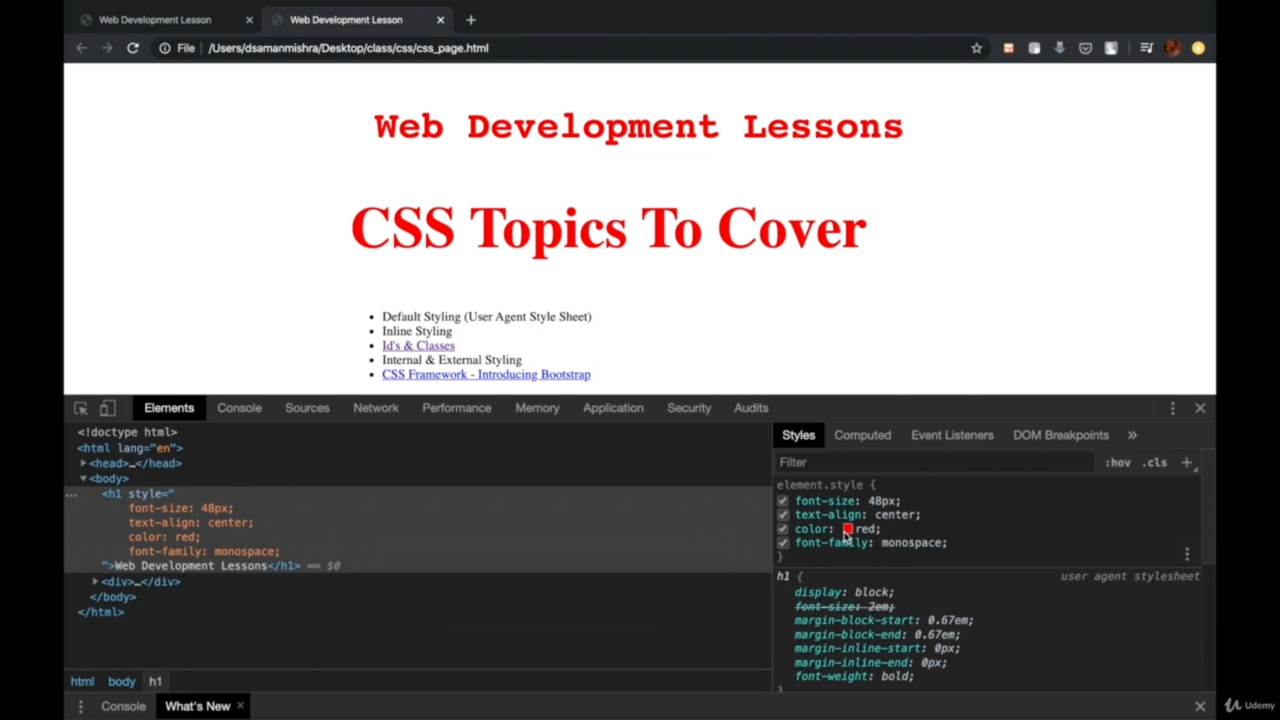 Web Development Lesson
Web Development Lesson
File /Users/dsamanmishra/Desktop/class/css/css_page.html
Web Development Lessons
CSS Topics To Cover
• Default Styling (User Agent Style Sheet)
• Inline Styling
• Id's & Classes
• Internal & External Styling
• CSS Framework - Introducing Bootstrap
Elements Console Sources Network Performance Memory Application Security Audits
<!doctype html>
<html lang="en">
<head>…</head>
<body>
<h1 style="
font-size: 48px;
text-align: center;
color: red;
font-family: monospace;
">Web Development Lessons</h1> == $0
<div>…</div>
</body>
</html>
html body h1
Styles Computed Event Listeners DOM Breakpoints »
Filter :hov .cls +
element.style {
font-size: 48px;
text-align: center;
color: red;
font-family: monospace;
}
h1 { user agent stylesheet
display: block;
font-size: 2em;
margin-block-start: 0.67em;
margin-block-end: 0.67em;
margin-inline-start: 0px;
margin-inline-end: 0px;
font-weight: bold;
}
Console What's New
Udemy